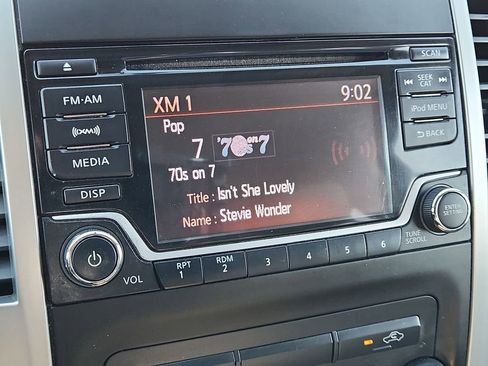 SCAN
FM·AM
XM
MEDIA
DISP
VOL
XM 1 9:02
Pop
7 '70s on 7
70s on 7
Title : Isn't She Lovely
Name : Stevie Wonder
SEEK
CAT
iPod MENU
BACK
ENTER
SETTING
TUNE
SCROLL
RPT
1
RDM
2
3
4
5
6